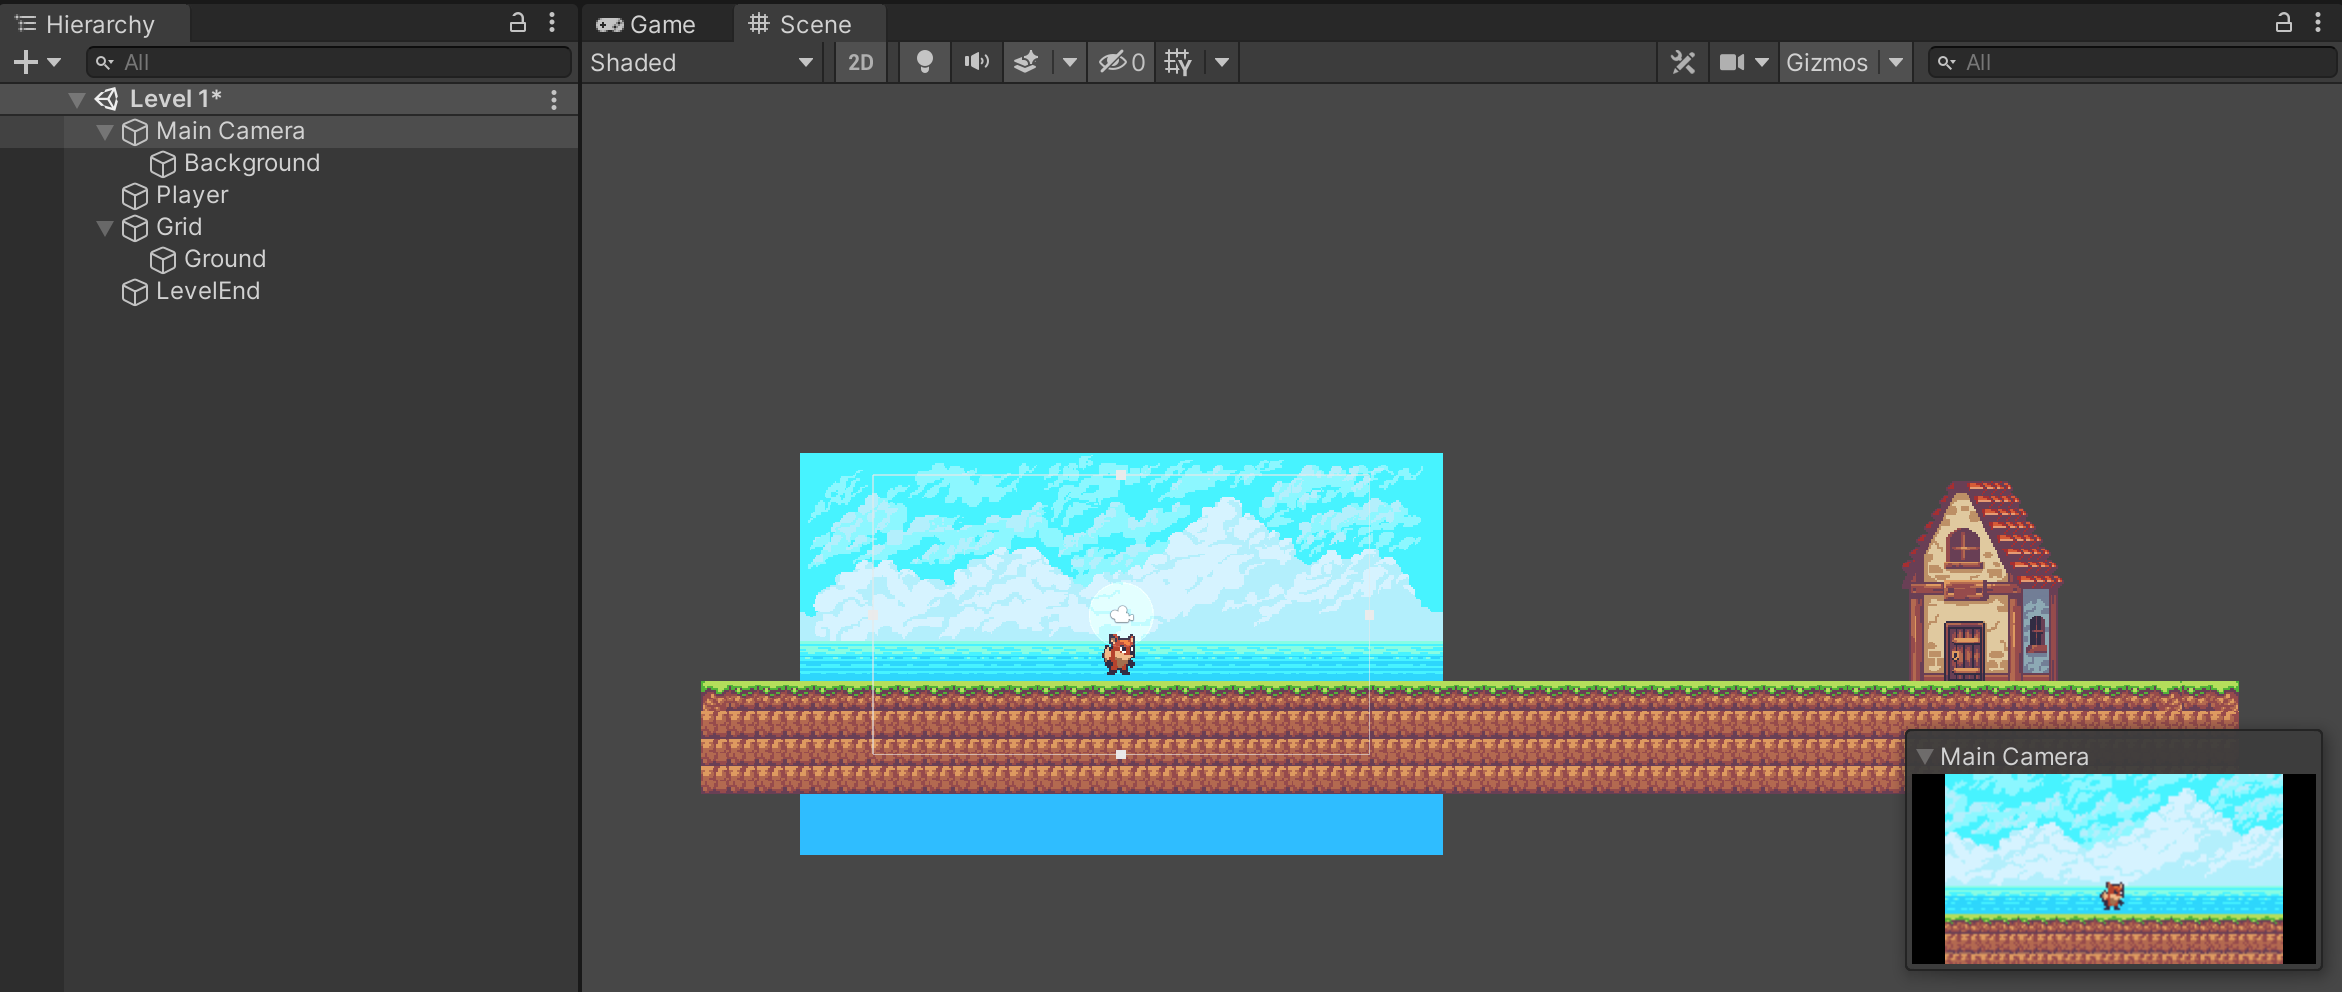 Hierarchy
All
Level 1*
Main Camera
Background
Player
Grid
Ground
LevelEnd
Game
Scene
Shaded
2D
0
Gizmos
All
Main Camera